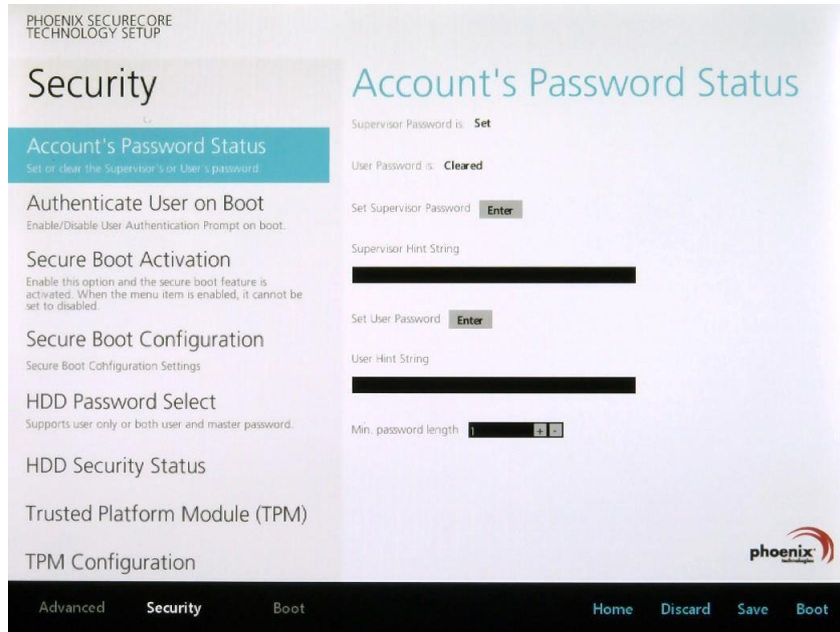 PHOENIX SECURECORE
TECHNOLOGY SETUP
Security
Account's Password Status
Set or clear the Supervisor's or User's password.
Authenticate User on Boot
Enable/Disable User Authentication Prompt on boot.
Secure Boot Activation
Enable this option and the secure boot feature is
activated. When the menu item is enabled, it cannot be
set to disabled.
Secure Boot Configuration
Secure Boot Configuration Settings
HDD Password Select
Supports user only or both user and master password.
HDD Security Status
Trusted Platform Module (TPM)
TPM Configuration
Account's Password Status
Supervisor Password is: Set
User Password is: Cleared
Set Supervisor Password Enter
Supervisor Hint String
Set User Password Enter
User Hint String
Min. password length 1 + -
phoenix
technologies
Advanced Security Boot Home Discard Save Boot